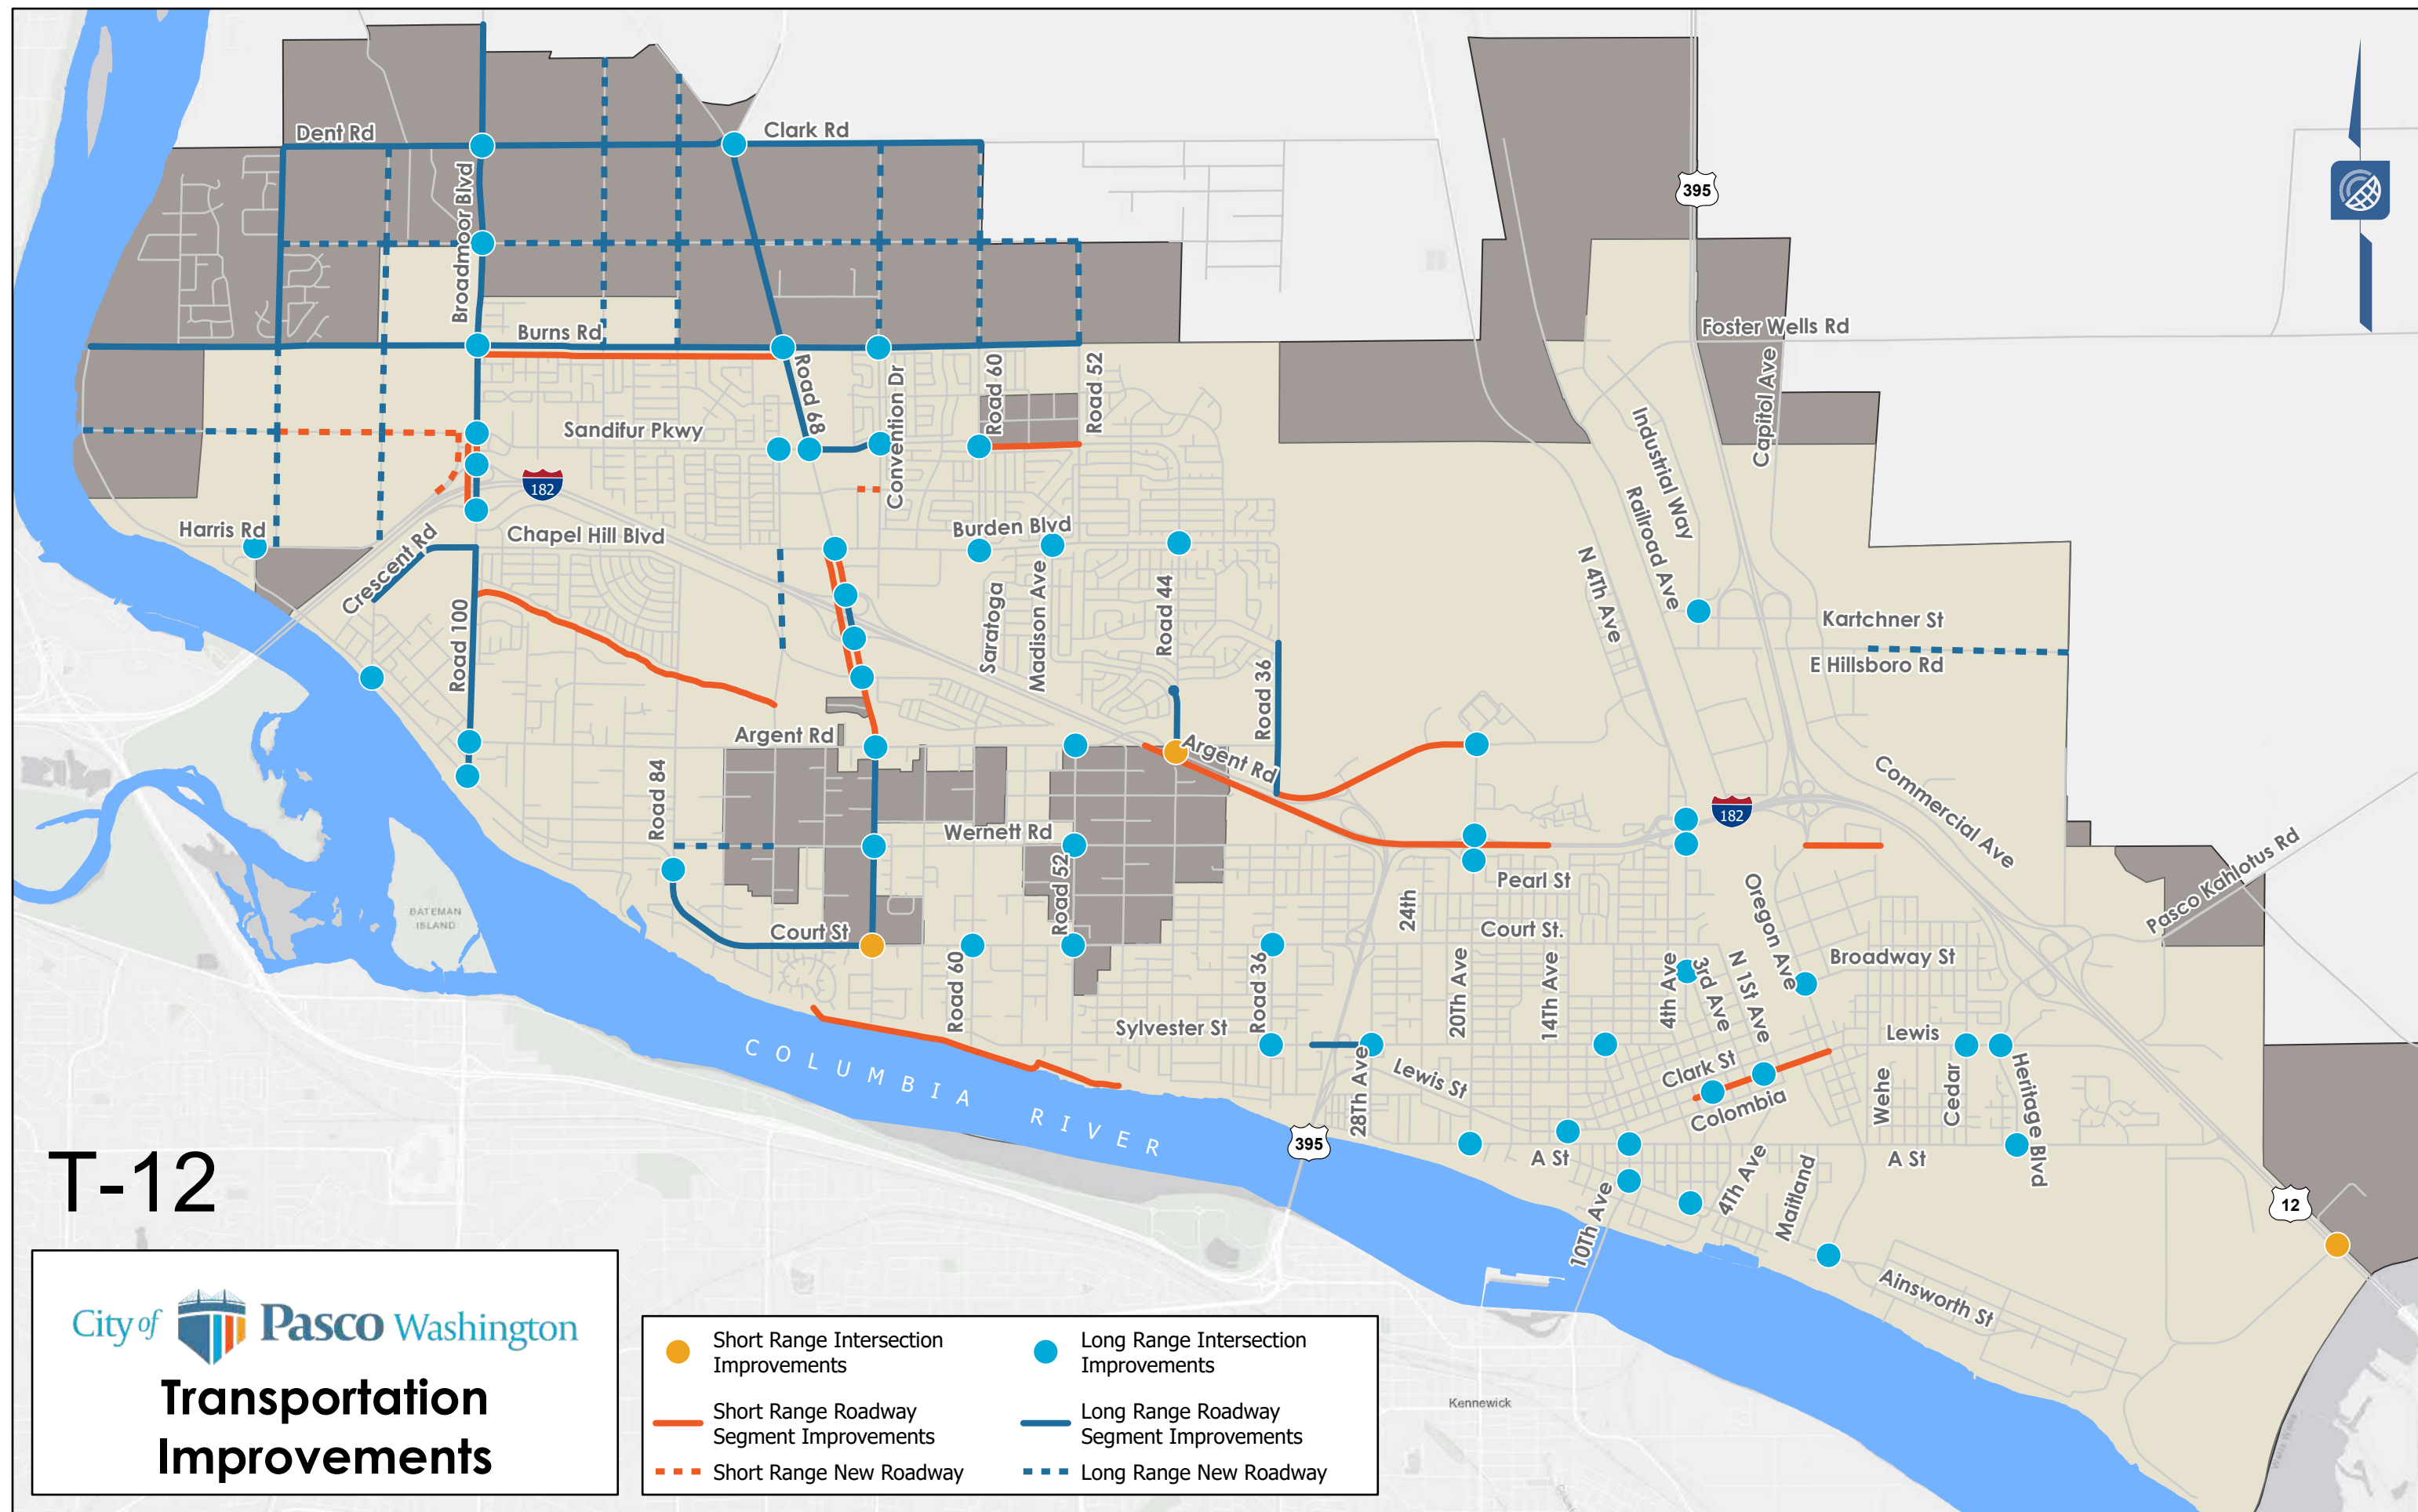 Dent Rd
Clark Rd
395
Broadmoor Blvd
Burns Rd
Foster Wells Rd
Road 68
Convention Dr
Road 60
Road 52
Capitol Ave
Sandifur Pkwy
Industrial Way
Railroad Ave
182
Harris Rd
Crescent Rd
Chapel Hill Blvd
Burden Blvd
N 4Th Ave
Road 100
Saratoga
Madison Ave
Road 44
Road 36
Kartchner St
E Hillsboro Rd
Argent Rd
Argent Rd
Road 84
Wernett Rd
182
Commercial Ave
Road 52
Pearl St
24th
Oregon Ave
Pasco Kahlotus Rd
BATEMAN
ISLAND
Court St
Court St.
Road 60
Road 36
20Th Ave
14Th Ave
4th Ave
3rd Ave
N 1St Ave
Broadway St
Sylvester St
28Th Ave
Lewis St
Clark St
Colombia
Lewis
Wehe
Cedar
Heritage Blvd
COLUMBIA RIVER
395
A St
A St
10Th Ave
4Th Ave
Maitland
Ainsworth St
12
T-12
City of Pasco Washington
Transportation
Improvements
Short Range Intersection
Improvements
Long Range Intersection
Improvements
Short Range Roadway
Segment Improvements
Long Range Roadway
Segment Improvements
Short Range New Roadway
Long Range New Roadway
Kennewick